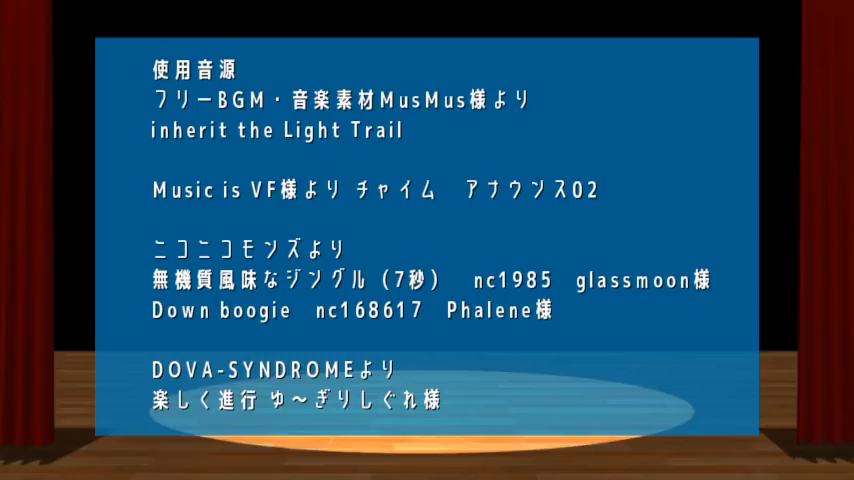 使用音源
フリーBGM・音楽素材MusMus様より
inherit the Light Trail
Music is VF様より チャイム　アナウンス02
ニコニコモンズより
無機質風味なジングル（7秒）　nc1985　glassmoon様
Down boogie　nc168617　Phalene様
DOVA-SYNDROMEより
楽しく進行 ゆ～ぎりしぐれ様